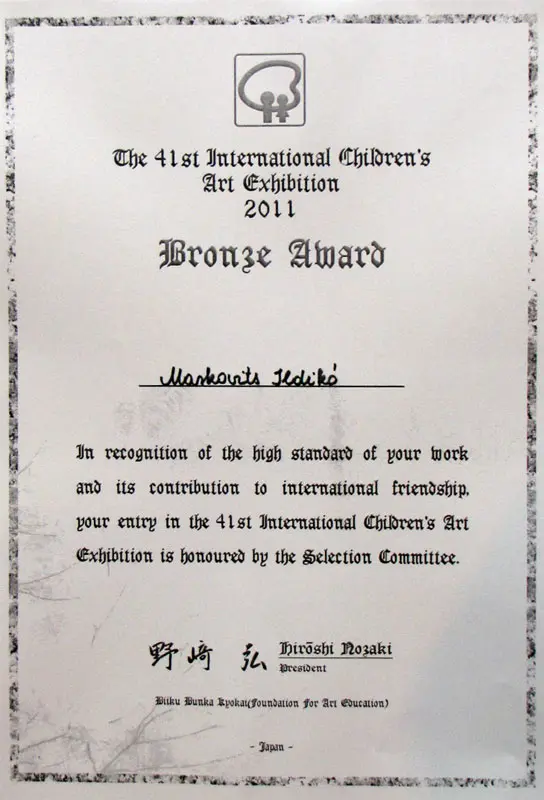 The 41st International Children's
Art Exhibition
2011
Bronze Award
Markovits Ildikó
In recognition of the high standard of your work
and its contribution to international friendship,
your entry in the 41st International Children's Art
Exhibition is honoured by the Selection Committee.
野﨑 弘 Hirōshi Nozaki
President
Biiku Bunka Kyokai(Foundation For Art Education)
- Japan -